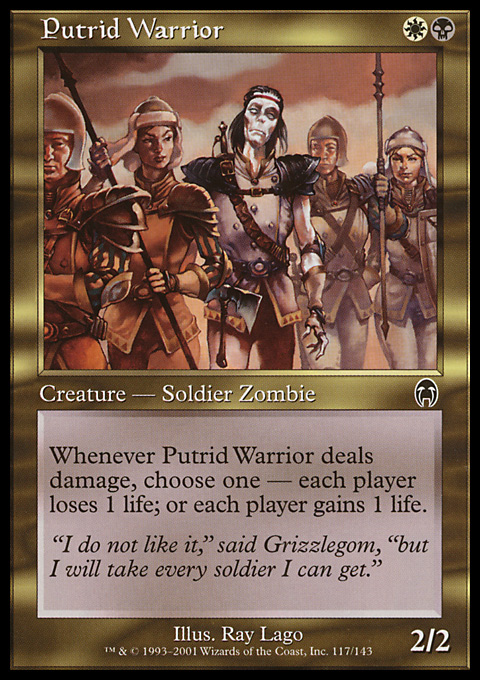 Putrid Warrior
Creature — Soldier Zombie
Whenever Putrid Warrior deals
damage, choose one — each player
loses 1 life; or each player gains 1 life.
“I do not like it,” said Grizzlegom, “but
I will take every soldier I can get.”
Illus. Ray Lago
™ & © 1993–2001 Wizards of the Coast, Inc. 117/143
2/2